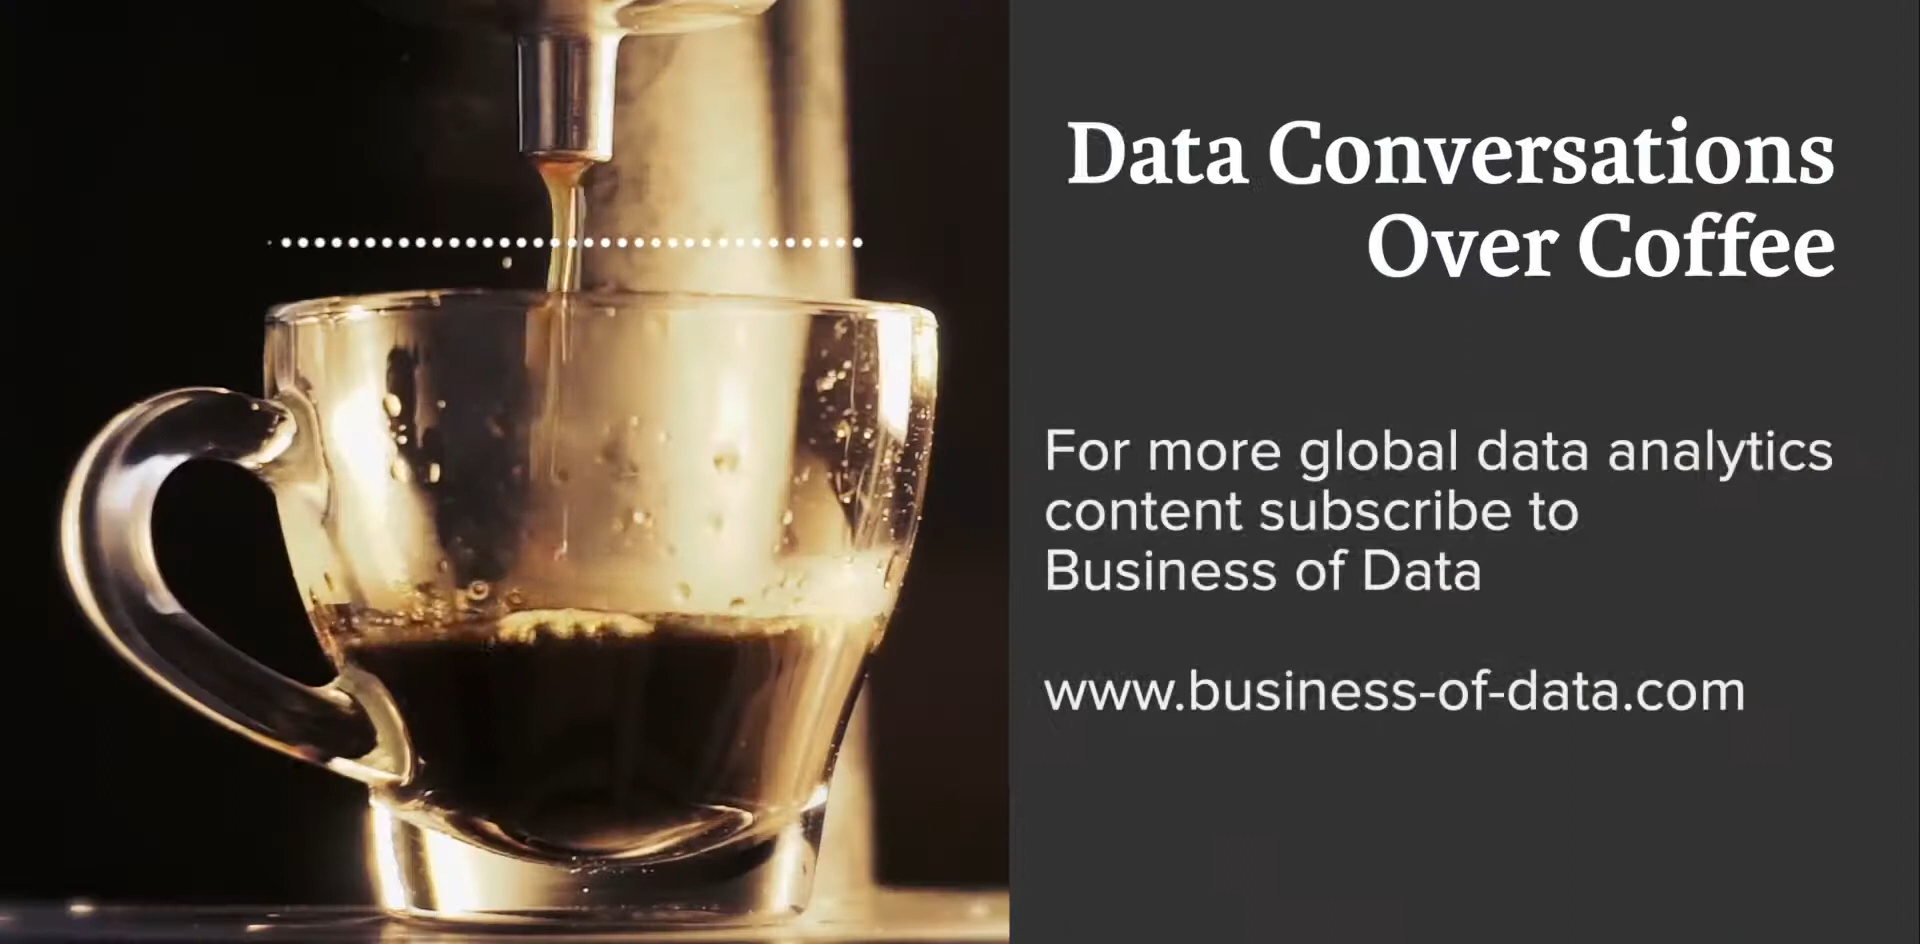 Data Conversations
Over Coffee
For more global data analytics
content subscribe to
Business of Data
www.business-of-data.com